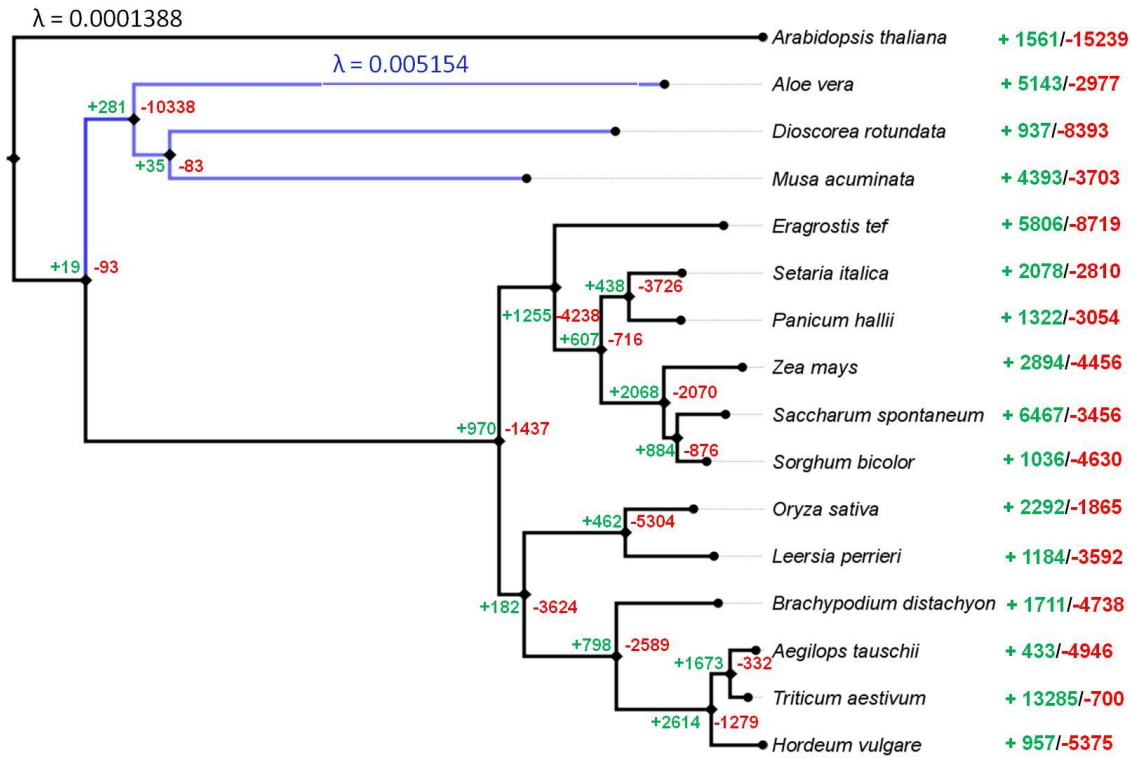 λ = 0.0001388
Arabidopsis thaliana + 1561/-15239
λ = 0.005154
Aloe vera + 5143/-2977
+281 -10338
Dioscorea rotundata + 937/-8393
+35 -83
Musa acuminata + 4393/-3703
Eragrostis tef + 5806/-8719
+19 -93
Setaria italica + 2078/-2810
+438 -3726
+1255 -4238
Panicum hallii + 1322/-3054
+607 -716
Zea mays + 2894/-4456
+2068 -2070
Saccharum spontaneum + 6467/-3456
+970 -1437
+884 -876
Sorghum bicolor + 1036/-4630
Oryza sativa + 2292/-1865
+462 -5304
Leersia perrieri + 1184/-3592
+182 -3624
Brachypodium distachyon + 1711/-4738
+798 -2589
Aegilops tauschii + 433/-4946
+1673 -332
Triticum aestivum + 13285/-700
+2614 -1279
Hordeum vulgare + 957/-5375